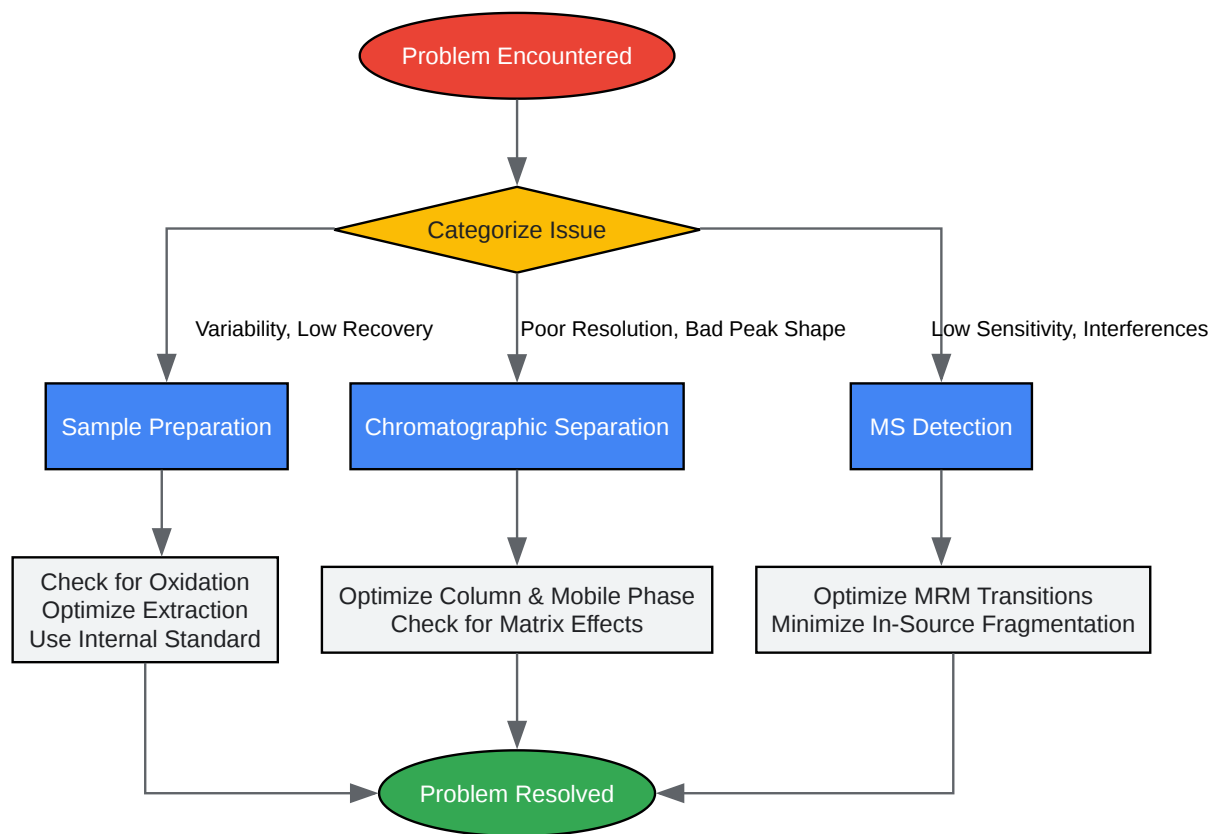 Problem Encountered
Categorize Issue
Variability, Low Recovery
Poor Resolution, Bad Peak Shape
Low Sensitivity, Interferences
Sample Preparation
Chromatographic Separation
MS Detection
Check for Oxidation
Optimize Extraction
Use Internal Standard
Optimize Column & Mobile Phase
Check for Matrix Effects
Optimize MRM Transitions
Minimize In-Source Fragmentation
Problem Resolved